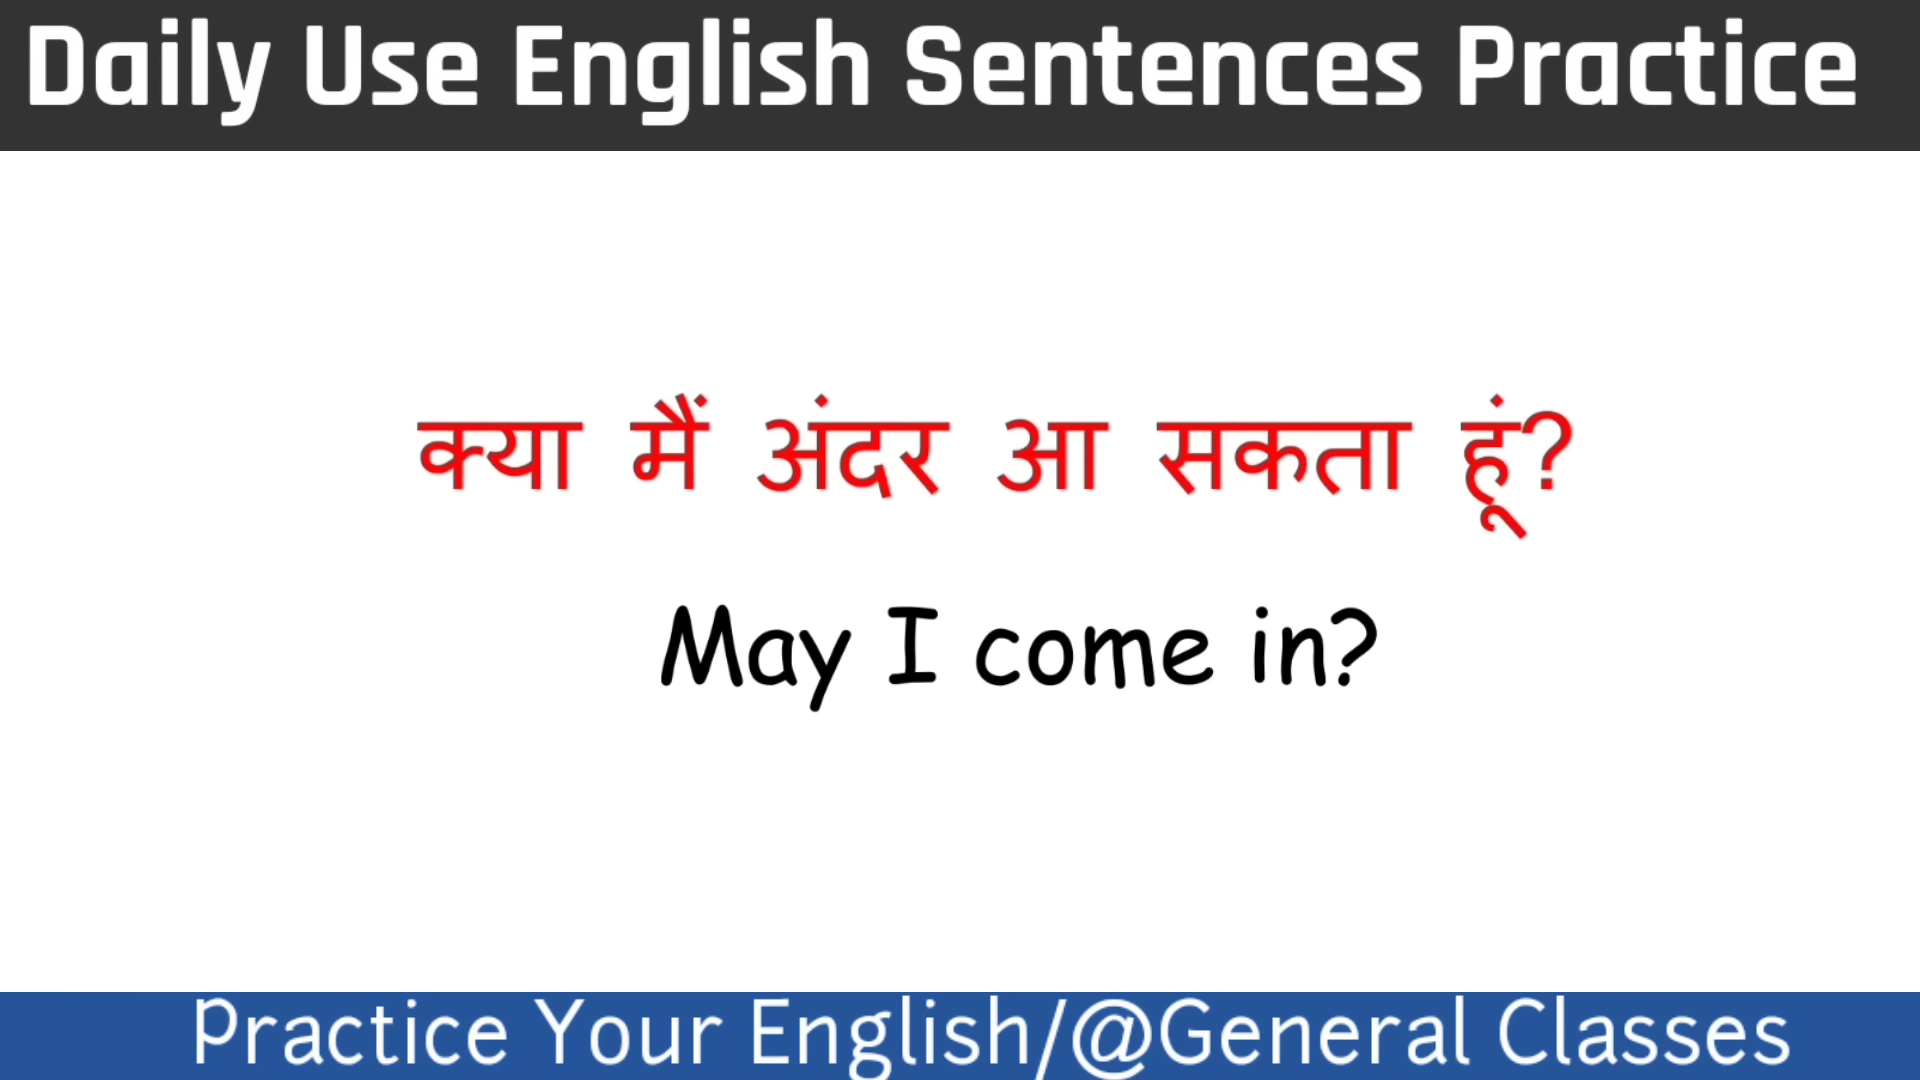 Daily Use English Sentences Practice
क्या मैं अंदर आ सकता हूं?
May I come in?
Practice Your English/@General Classes